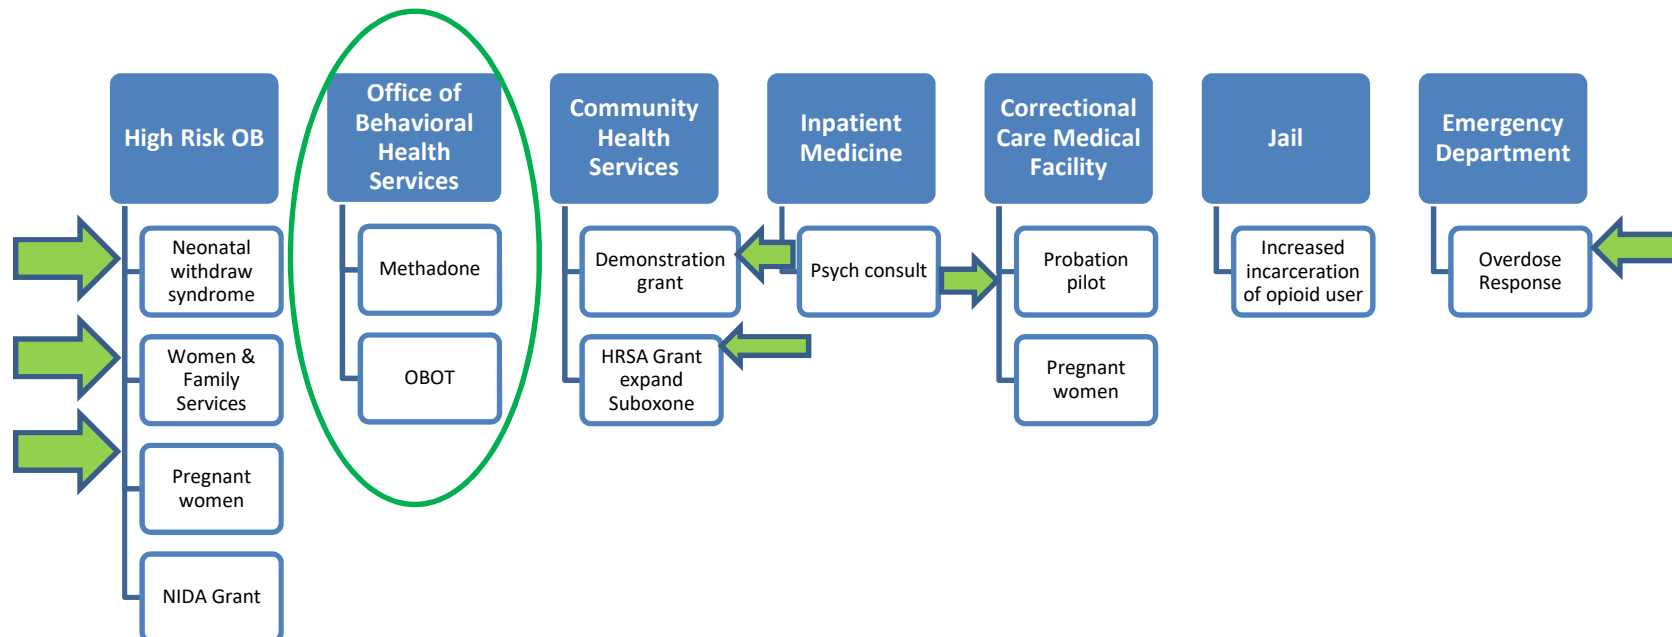 High Risk OB
Neonatal
withdraw
syndrome
Women &
Family
Services
Pregnant
women
NIDA Grant
Office of
Behavioral
Health
Services
Methadone
OBOT
Community
Health
Services
Demonstration
grant
HRSA Grant
expand
Suboxone
Inpatient
Medicine
Psych consult
Correctional
Care Medical
Facility
Probation
pilot
Pregnant
women
Jail
Increased
incarceration
of opioid user
Emergency
Department
Overdose
Response